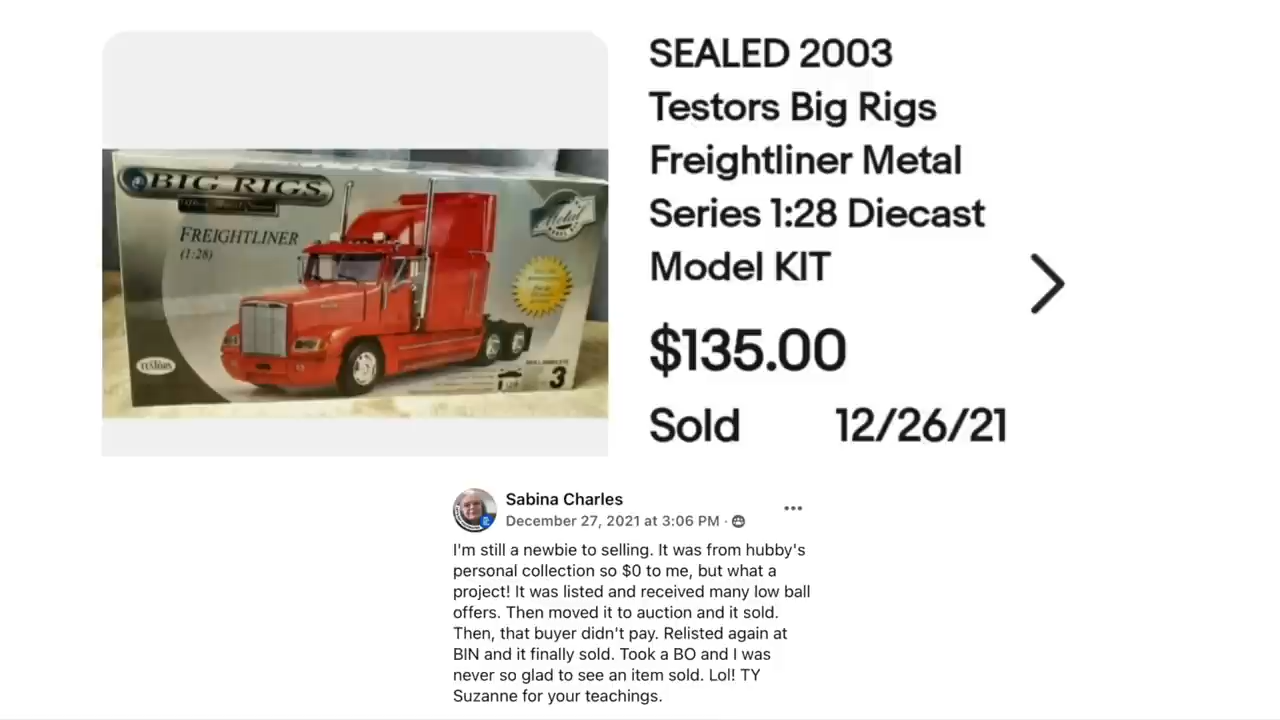 SEALED 2003
Testors Big Rigs
Freightliner Metal
Series 1:28 Diecast
Model KIT
$135.00
Sold 12/26/21
BIG RIGS
FREIGHTLINER
(1:28)
Metal
TESTORS
3
Sabina Charles
December 27, 2021 at 3:06 PM ·
I'm still a newbie to selling. It was from hubby's
personal collection so $0 to me, but what a
project! It was listed and received many low ball
offers. Then moved it to auction and it sold.
Then, that buyer didn't pay. Relisted again at
BIN and it finally sold. Took a BO and I was
never so glad to see an item sold. Lol! TY
Suzanne for your teachings.